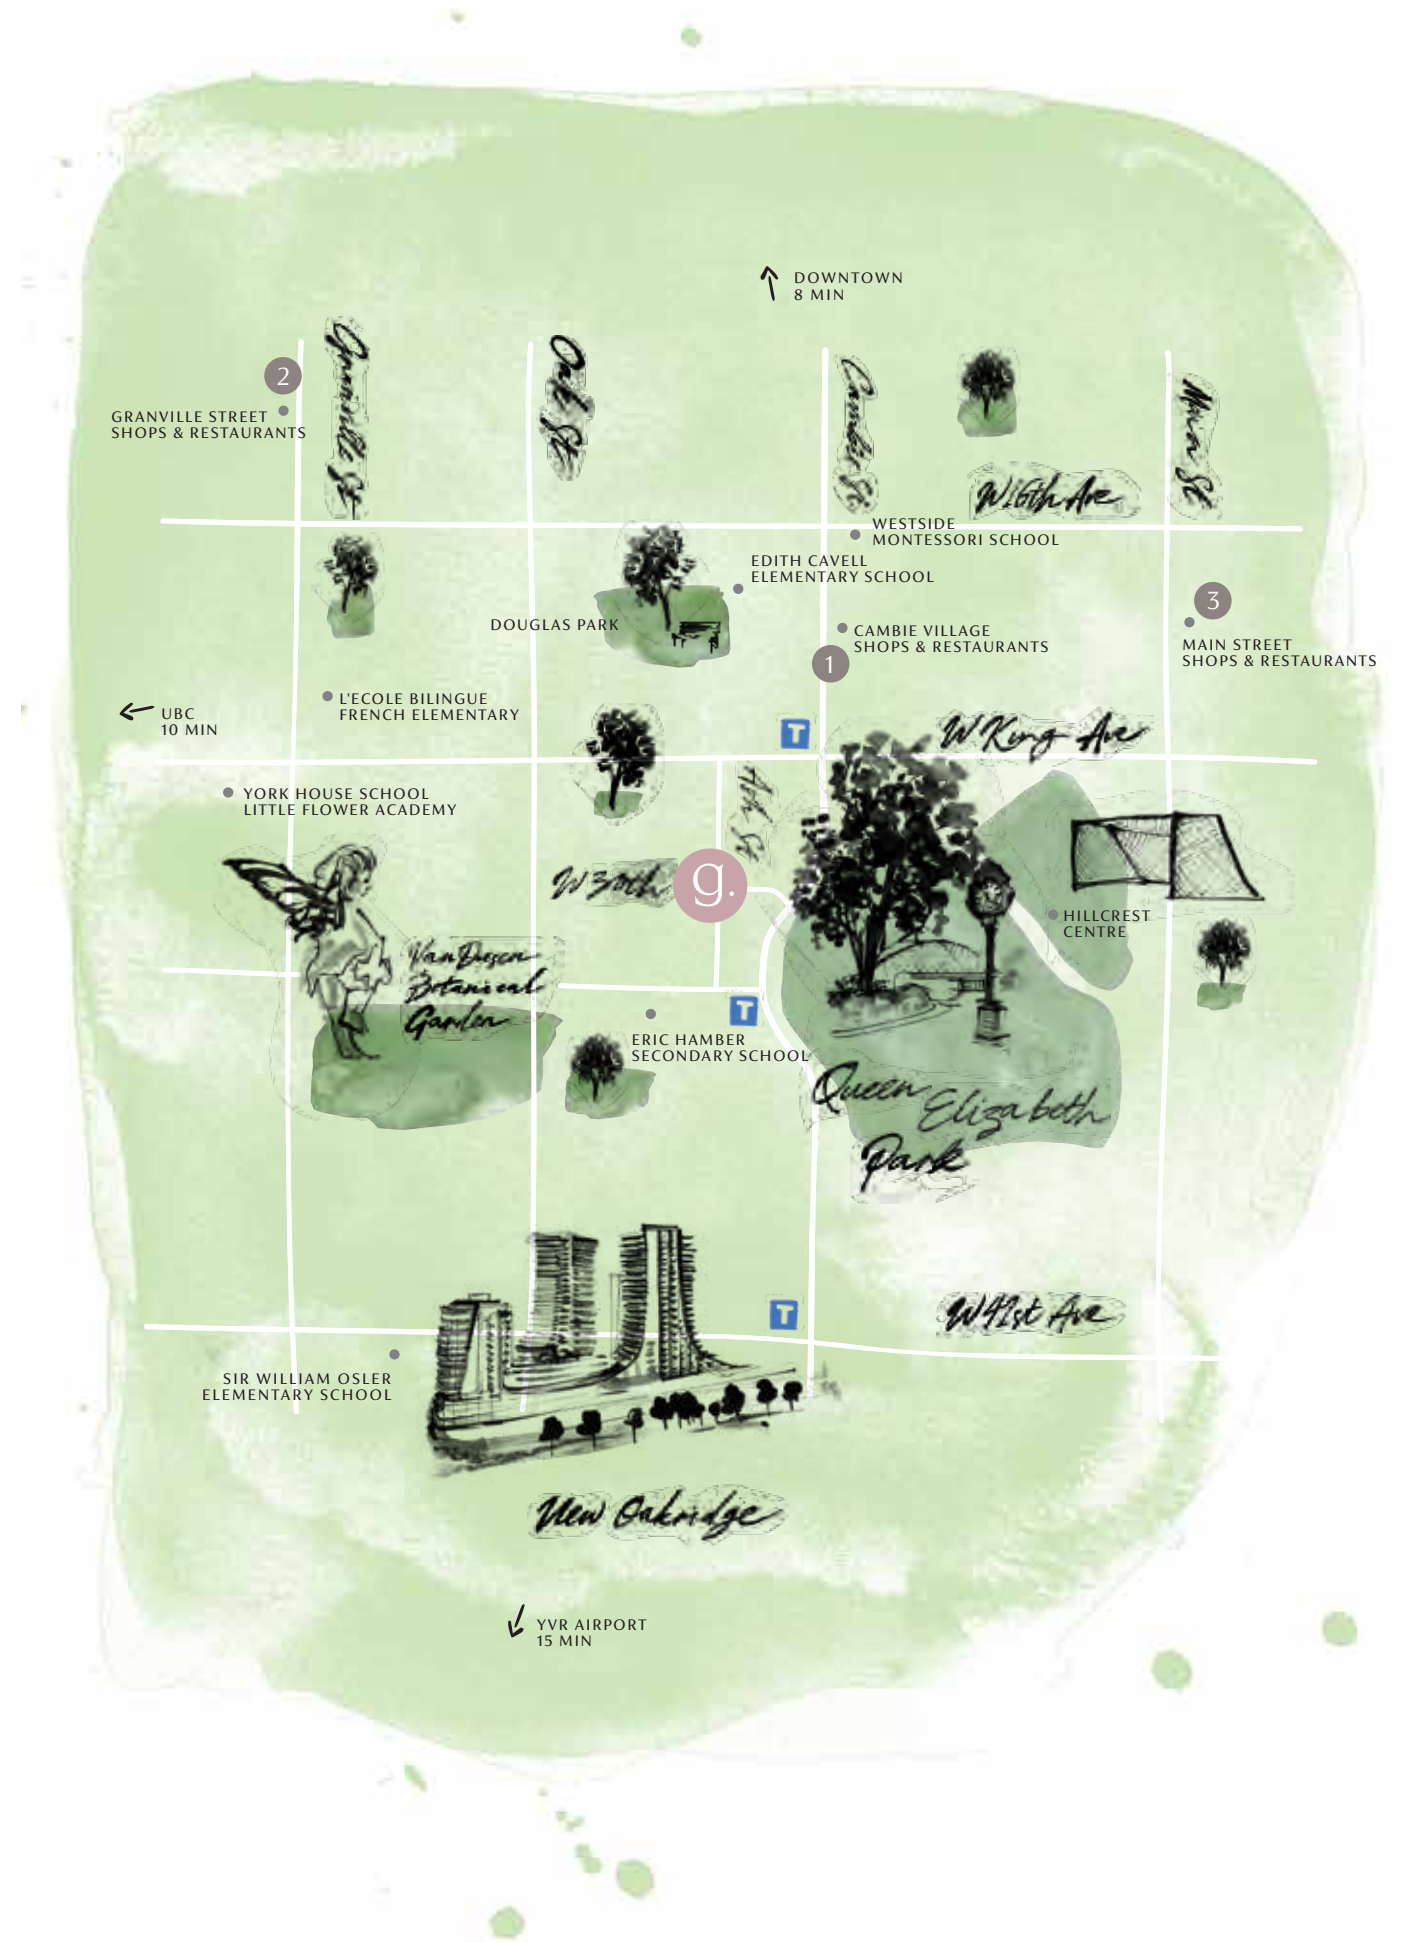 DOWNTOWN
8 MIN
Granville St
Oak St
Cambie St
Main St
2
GRANVILLE STREET
SHOPS & RESTAURANTS
W16th Ave
WESTSIDE
MONTESSORI SCHOOL
EDITH CAVELL
ELEMENTARY SCHOOL
DOUGLAS PARK
CAMBIE VILLAGE
SHOPS & RESTAURANTS
1
3
MAIN STREET
SHOPS & RESTAURANTS
L'ECOLE BILINGUE
FRENCH ELEMENTARY
UBC
10 MIN
T
W King Ave
YORK HOUSE SCHOOL
LITTLE FLOWER ACADEMY
Ash St
W30th
g.
HILLCREST
CENTRE
VanDusen
Botanical
Garden
T
ERIC HAMBER
SECONDARY SCHOOL
Queen Elizabeth
Park
T
W41st Ave
SIR WILLIAM OSLER
ELEMENTARY SCHOOL
New Oakridge
YVR AIRPORT
15 MIN